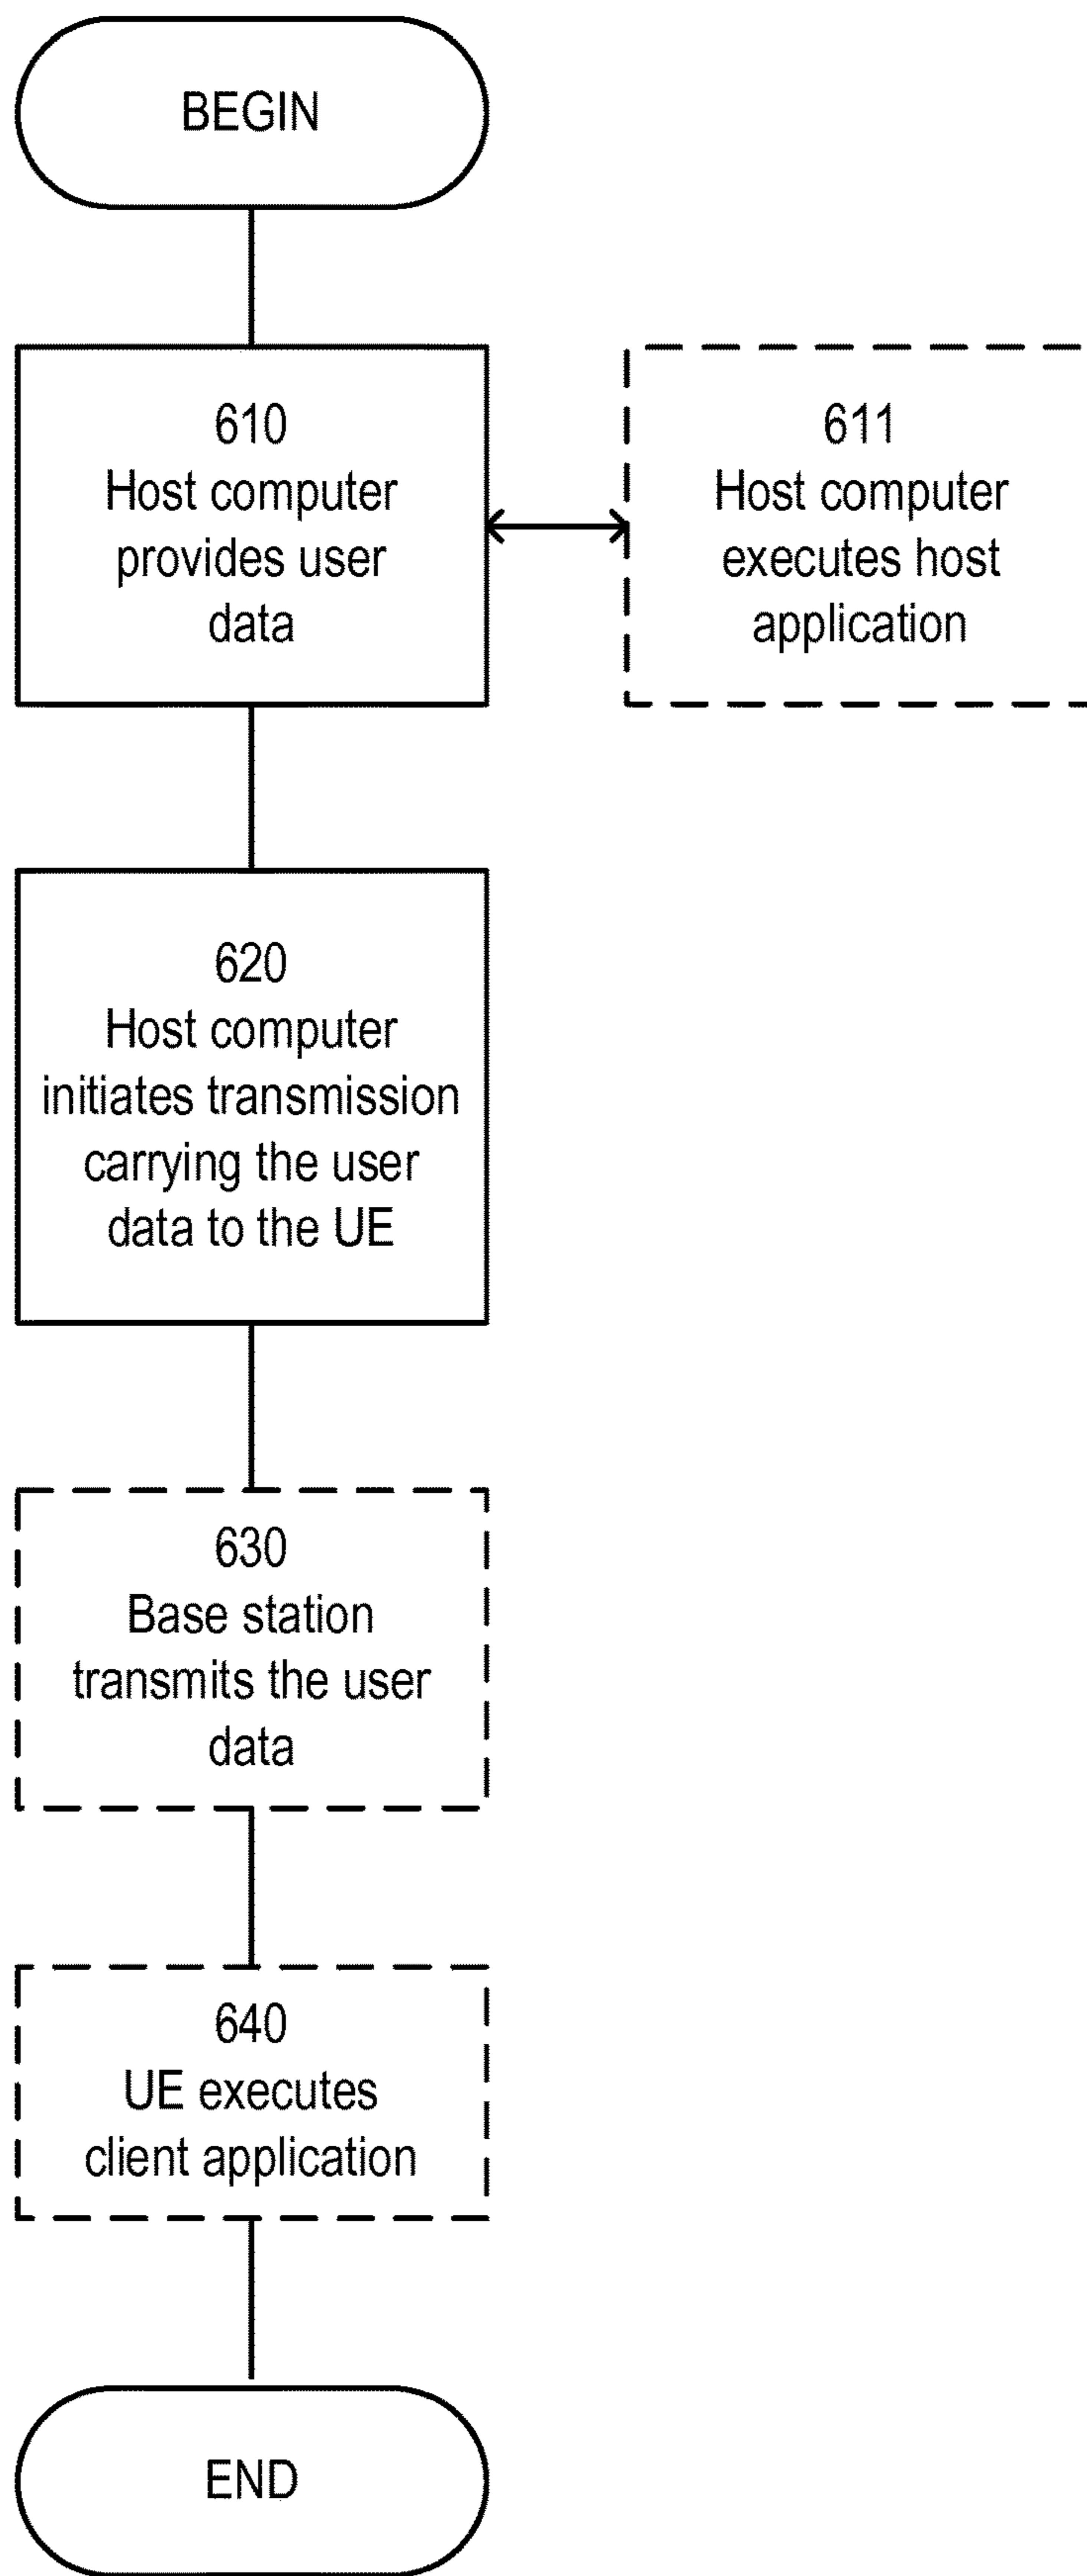 BEGIN
610
Host computer
provides user
data
611
Host computer
executes host
application
620
Host computer
initiates transmission
carrying the user
data to the UE
630
Base station
transmits the user
data
640
UE executes
client application
END